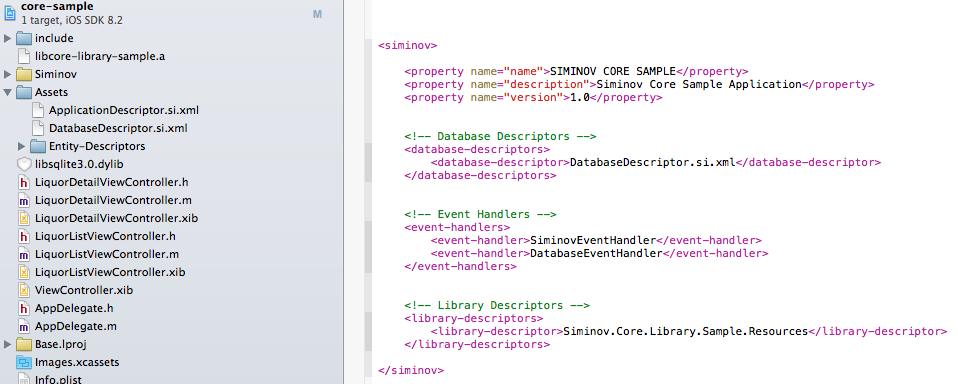 core-sample
1 target, iOS SDK 8.2
M
include
libcore-library-sample.a
Siminov
Assets
ApplicationDescriptor.si.xml
DatabaseDescriptor.si.xml
Entity-Descriptors
libsqlite3.0.dylib
h LiquorDetailViewController.h
m LiquorDetailViewController.m
LiquorDetailViewController.xib
h LiquorListViewController.h
m LiquorListViewController.m
LiquorListViewController.xib
ViewController.xib
h AppDelegate.h
m AppDelegate.m
Base.lproj
Images.xcassets
Info.plist
<siminov>
<property name="name">SIMINOV CORE SAMPLE</property>
<property name="description">Siminov Core Sample Application</property>
<property name="version">1.0</property>
<!-- Database Descriptors -->
<database-descriptors>
<database-descriptor>DatabaseDescriptor.si.xml</database-descriptor>
</database-descriptors>
<!-- Event Handlers -->
<event-handlers>
<event-handler>SiminovEventHandler</event-handler>
<event-handler>DatabaseEventHandler</event-handler>
</event-handlers>
<!-- Library Descriptors -->
<library-descriptors>
<library-descriptor>Siminov.Core.Library.Sample.Resources</library-descriptor>
</library-descriptors>
</siminov>